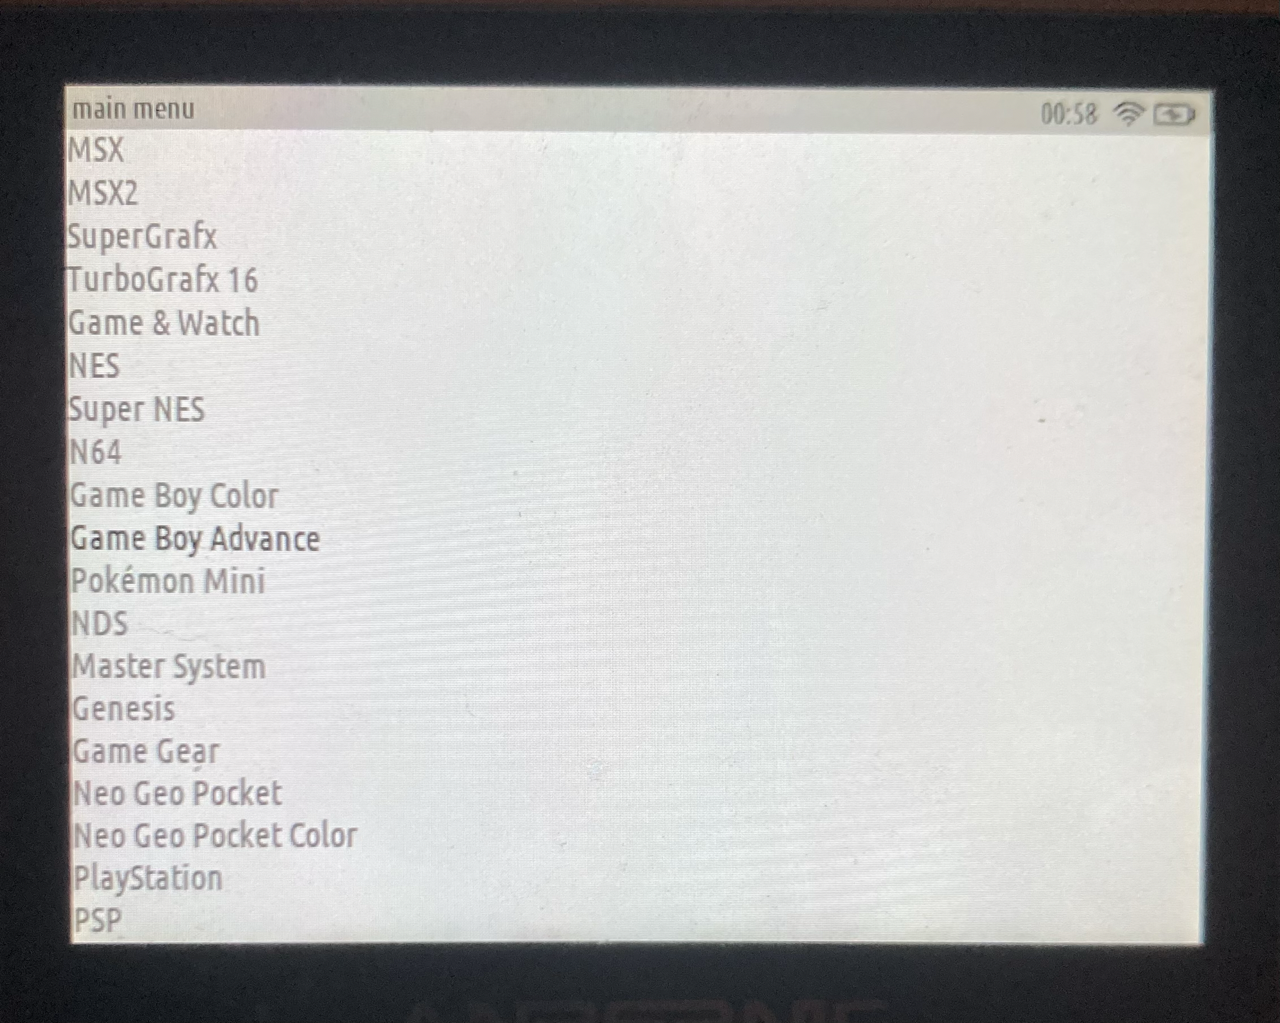 main menu 00:58
MSX
MSX2
SuperGrafx
TurboGrafx 16
Game & Watch
NES
Super NES
N64
Game Boy Color
Game Boy Advance
Pokémon Mini
NDS
Master System
Genesis
Game Gear
Neo Geo Pocket
Neo Geo Pocket Color
PlayStation
PSP